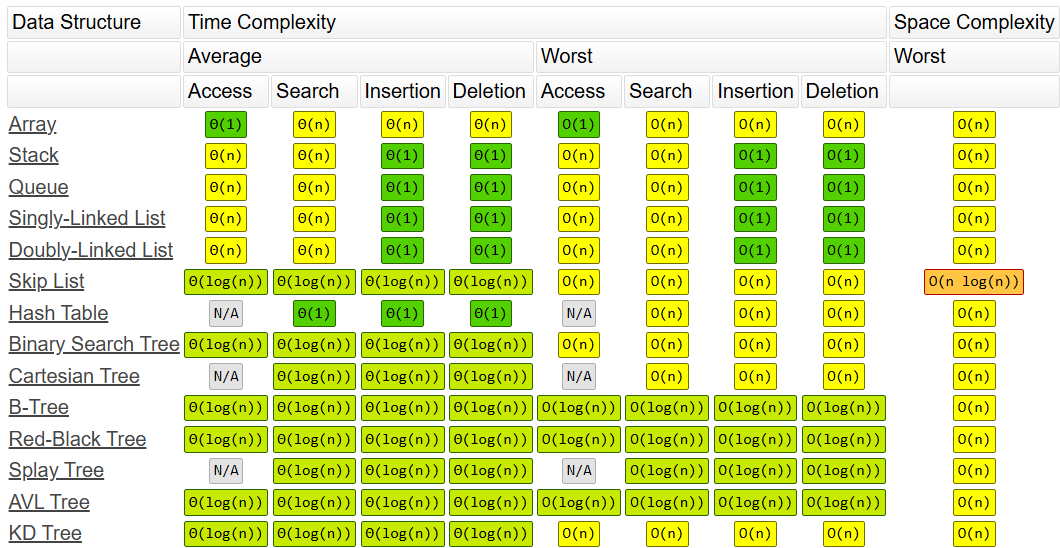 Data Structure Time Complexity Space Complexity
Average Worst Worst
Access Search Insertion Deletion Access Search Insertion Deletion
Array Θ(1) Θ(n) Θ(n) Θ(n) O(1) O(n) O(n) O(n) O(n)
Stack Θ(n) Θ(n) Θ(1) Θ(1) O(n) O(n) O(1) O(1) O(n)
Queue Θ(n) Θ(n) Θ(1) Θ(1) O(n) O(n) O(1) O(1) O(n)
Singly-Linked List Θ(n) Θ(n) Θ(1) Θ(1) O(n) O(n) O(1) O(1) O(n)
Doubly-Linked List Θ(n) Θ(n) Θ(1) Θ(1) O(n) O(n) O(1) O(1) O(n)
Skip List Θ(log(n)) Θ(log(n)) Θ(log(n)) Θ(log(n)) O(n) O(n) O(n) O(n) O(n log(n))
Hash Table N/A Θ(1) Θ(1) Θ(1) N/A O(n) O(n) O(n) O(n)
Binary Search Tree Θ(log(n)) Θ(log(n)) Θ(log(n)) Θ(log(n)) O(n) O(n) O(n) O(n) O(n)
Cartesian Tree N/A Θ(log(n)) Θ(log(n)) Θ(log(n)) N/A O(n) O(n) O(n) O(n)
B-Tree Θ(log(n)) Θ(log(n)) Θ(log(n)) Θ(log(n)) O(log(n)) O(log(n)) O(log(n)) O(log(n)) O(n)
Red-Black Tree Θ(log(n)) Θ(log(n)) Θ(log(n)) Θ(log(n)) O(log(n)) O(log(n)) O(log(n)) O(log(n)) O(n)
Splay Tree N/A Θ(log(n)) Θ(log(n)) Θ(log(n)) N/A O(log(n)) O(log(n)) O(log(n)) O(n)
AVL Tree Θ(log(n)) Θ(log(n)) Θ(log(n)) Θ(log(n)) O(log(n)) O(log(n)) O(log(n)) O(log(n)) O(n)
KD Tree Θ(log(n)) Θ(log(n)) Θ(log(n)) Θ(log(n)) O(n) O(n) O(n) O(n) O(n)